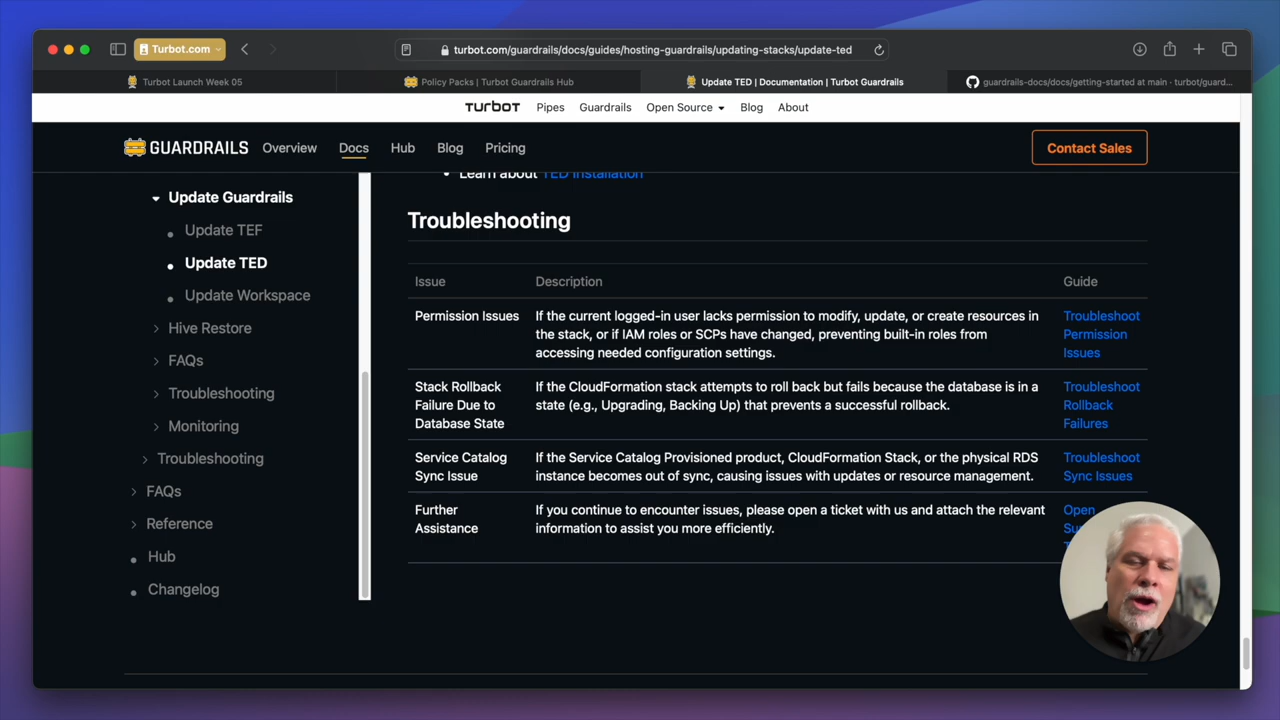 Turbot.com
turbot.com/guardrails/docs/guides/hosting-guardrails/updating-stacks/update-ted
Turbot Launch Week 05
Policy Packs | Turbot Guardrails Hub
Update TED | Documentation | Turbot Guardrails
guardrails-docs/docs/getting-started at main · turbot/guard...
Turbot Pipes Guardrails Open Source Blog About
GUARDRAILS Overview Docs Hub Blog Pricing Contact Sales
Update Guardrails
Update TEF
Update TED
Update Workspace
Hive Restore
FAQs
Troubleshooting
Monitoring
Troubleshooting
FAQs
Reference
Hub
Changelog
Learn about TED Installation
Troubleshooting
Issue Description Guide
Permission Issues
If the current logged-in user lacks permission to modify, update, or create resources in
the stack, or if IAM roles or SCPs have changed, preventing built-in roles from
accessing needed configuration settings.
Troubleshoot
Permission
Issues
Stack Rollback
Failure Due to
Database State
If the CloudFormation stack attempts to roll back but fails because the database is in a
state (e.g., Upgrading, Backing Up) that prevents a successful rollback.
Troubleshoot
Rollback
Failures
Service Catalog
Sync Issue
If the Service Catalog Provisioned product, CloudFormation Stack, or the physical RDS
instance becomes out of sync, causing issues with updates or resource management.
Troubleshoot
Sync Issues
Further
Assistance
If you continue to encounter issues, please open a ticket with us and attach the relevant
information to assist you more efficiently.
Open